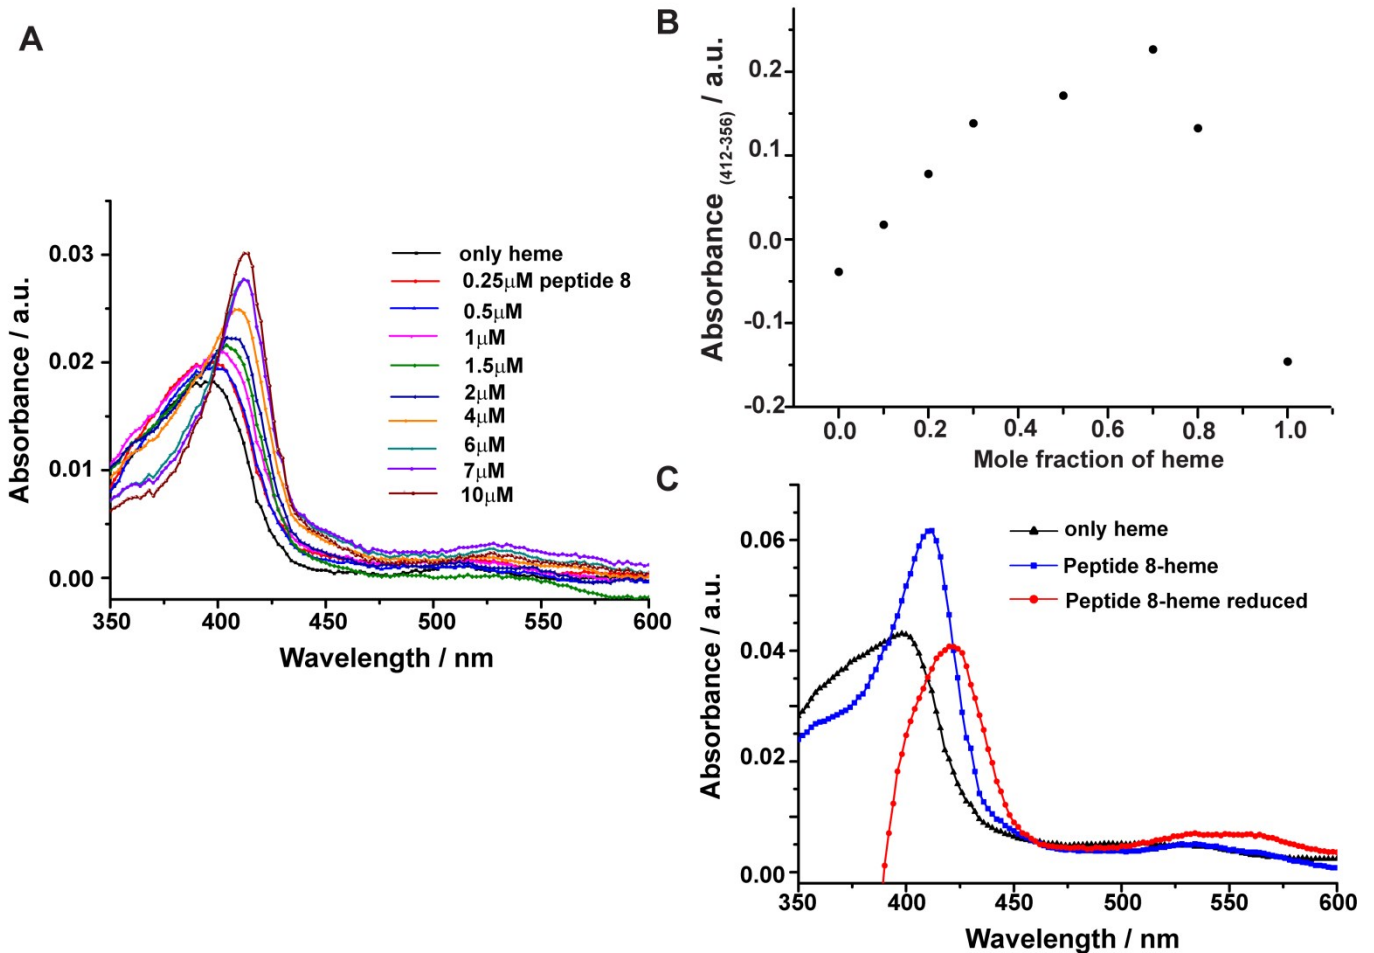 A
Absorbance / a.u.
0.03
0.02
0.01
0.00
350
400
450
500
550
600
Wavelength / nm
only heme
0.25μM peptide 8
0.5μM
1μM
1.5μM
2μM
4μM
6μM
7μM
10μM
B
Absorbance (412-356) / a.u.
0.2
0.1
0.0
-0.1
-0.2
0.0
0.2
0.4
0.6
0.8
1.0
Mole fraction of heme
C
Absorbance / a.u.
0.06
0.04
0.02
0.00
350
400
450
500
550
600
Wavelength / nm
only heme
Peptide 8-heme
Peptide 8-heme reduced